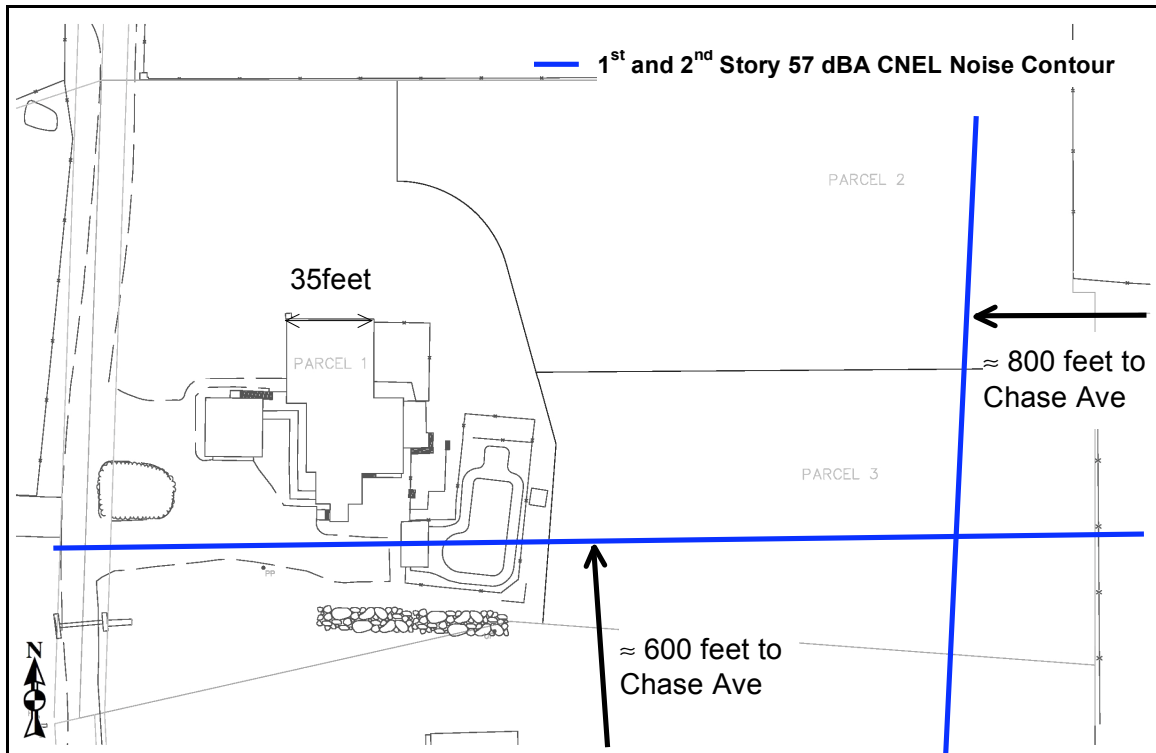 1st and 2nd Story 57 dBA CNEL Noise Contour
PARCEL 2
35feet
PARCEL 1
≈ 800 feet to
Chase Ave
PARCEL 3
PP
≈ 600 feet to
Chase Ave
N